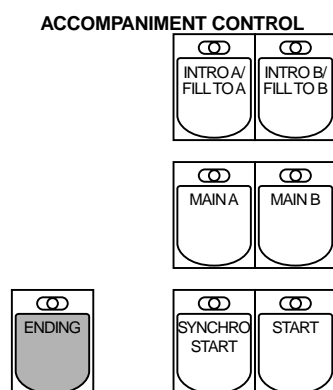 ACCOMPANIMENT CONTROL
INTRO A/
FILL TO A
INTRO B/
FILL TO B
MAIN A
MAIN B
ENDING
SYNCHRO
START
START